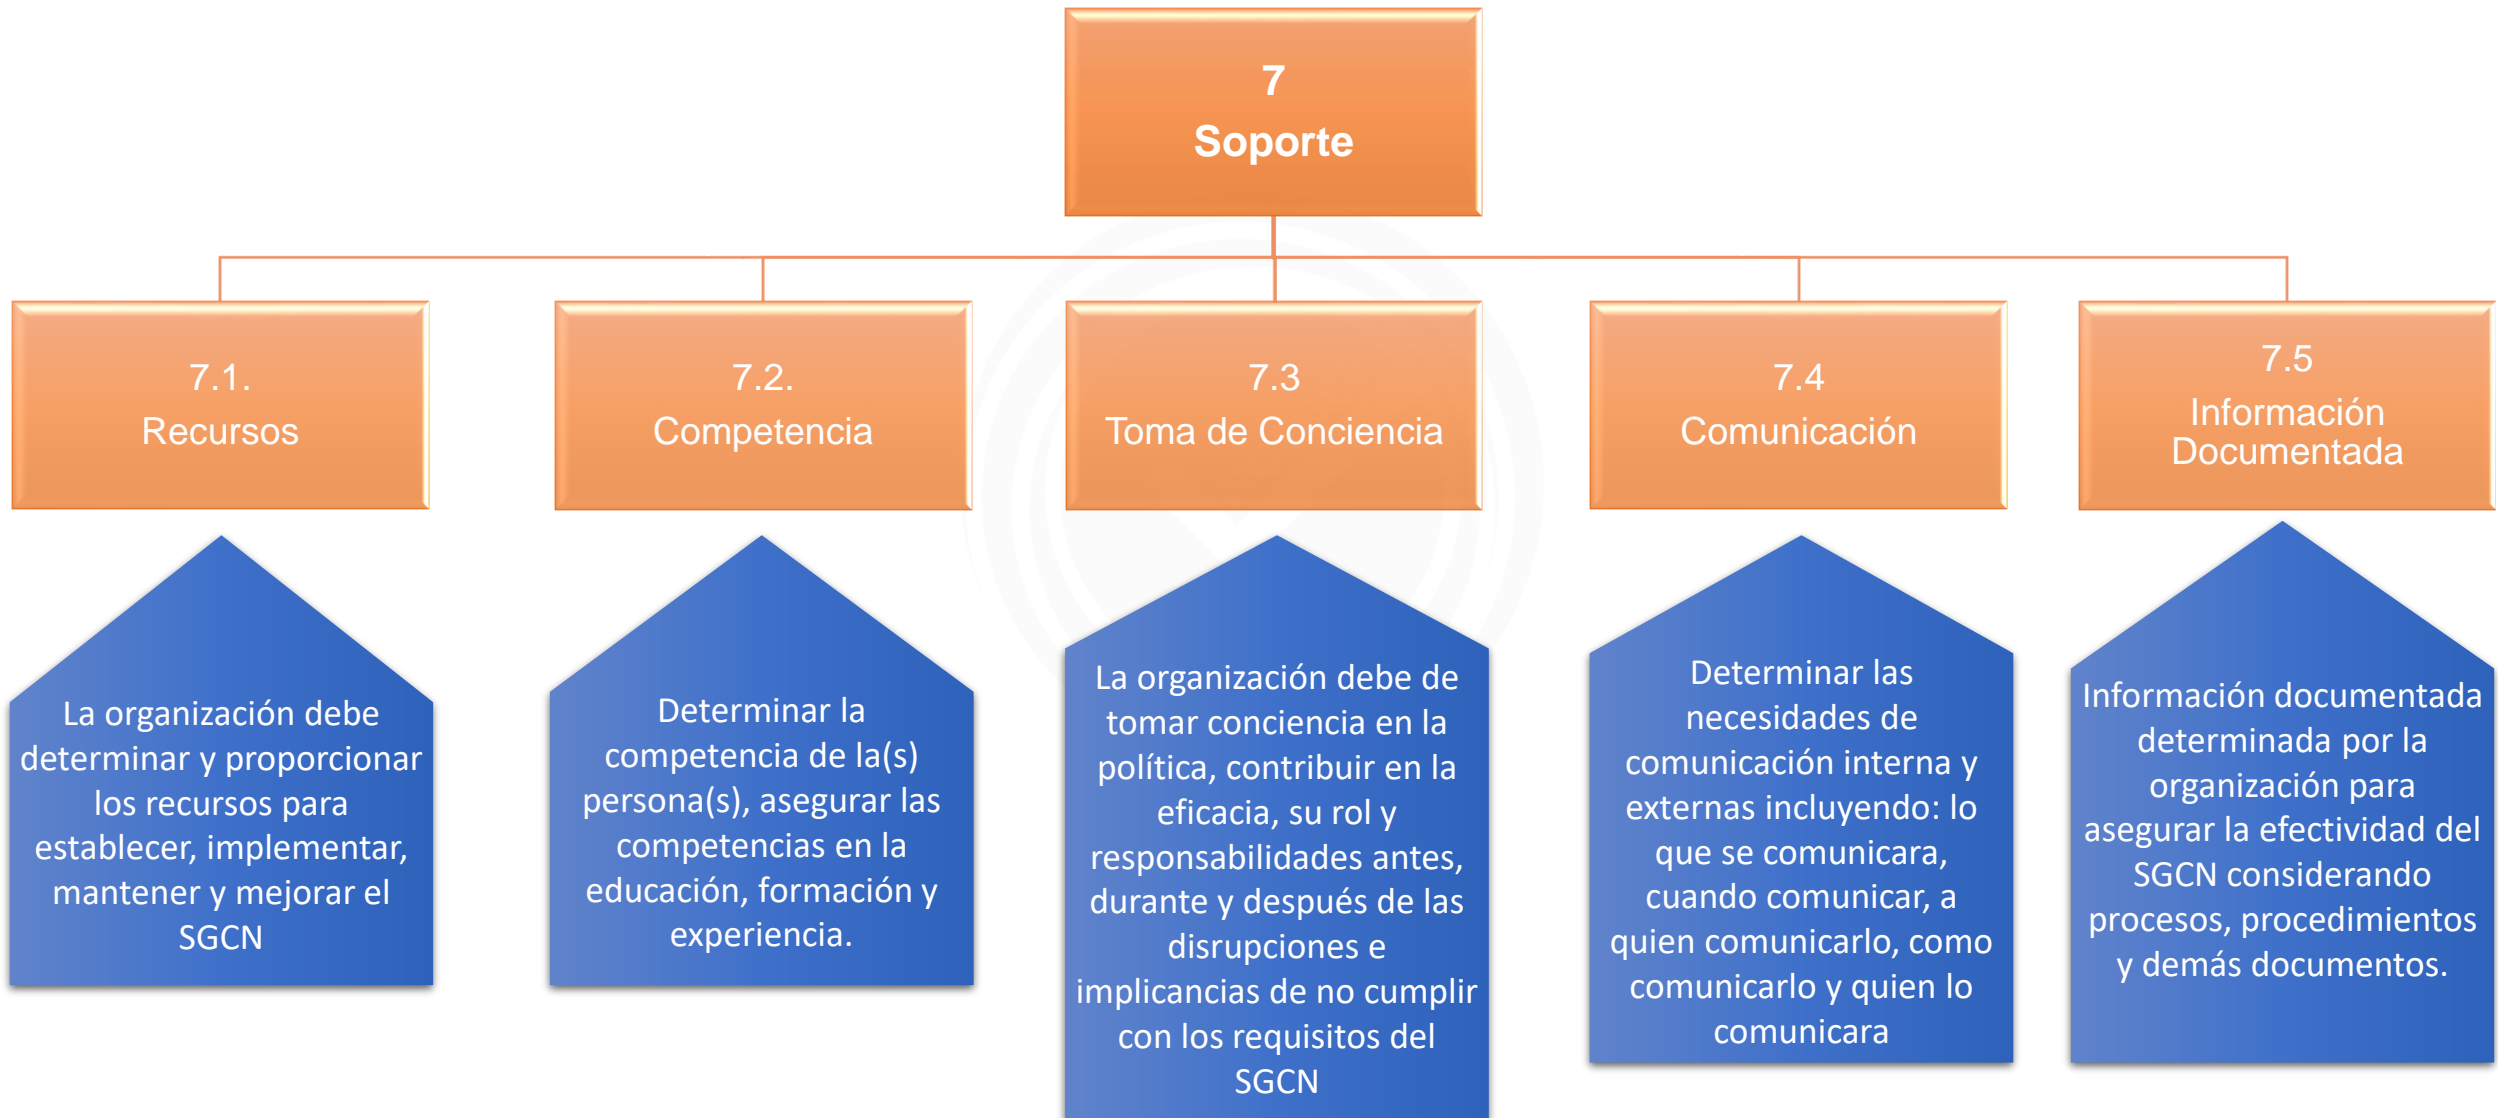 7
Soporte
7.1.
Recursos
7.2.
Competencia
7.3
Toma de Conciencia
7.4
Comunicación
7.5
Información
Documentada
La organización debe
determinar y proporcionar
los recursos para
establecer, implementar,
mantener y mejorar el
SGCN
Determinar la
competencia de la(s)
persona(s), asegurar las
competencias en la
educación, formación y
experiencia.
La organización debe de
tomar conciencia en la
política, contribuir en la
eficacia, su rol y
responsabilidades antes,
durante y después de las
disrupciones e
implicancias de no cumplir
con los requisitos del
SGCN
Determinar las
necesidades de
comunicación interna y
externas incluyendo: lo
que se comunicara,
cuando comunicar, a
quien comunicarlo, como
comunicarlo y quien lo
comunicara
Información documentada
determinada por la
organización para
asegurar la efectividad del
SGCN considerando
procesos, procedimientos
y demás documentos.